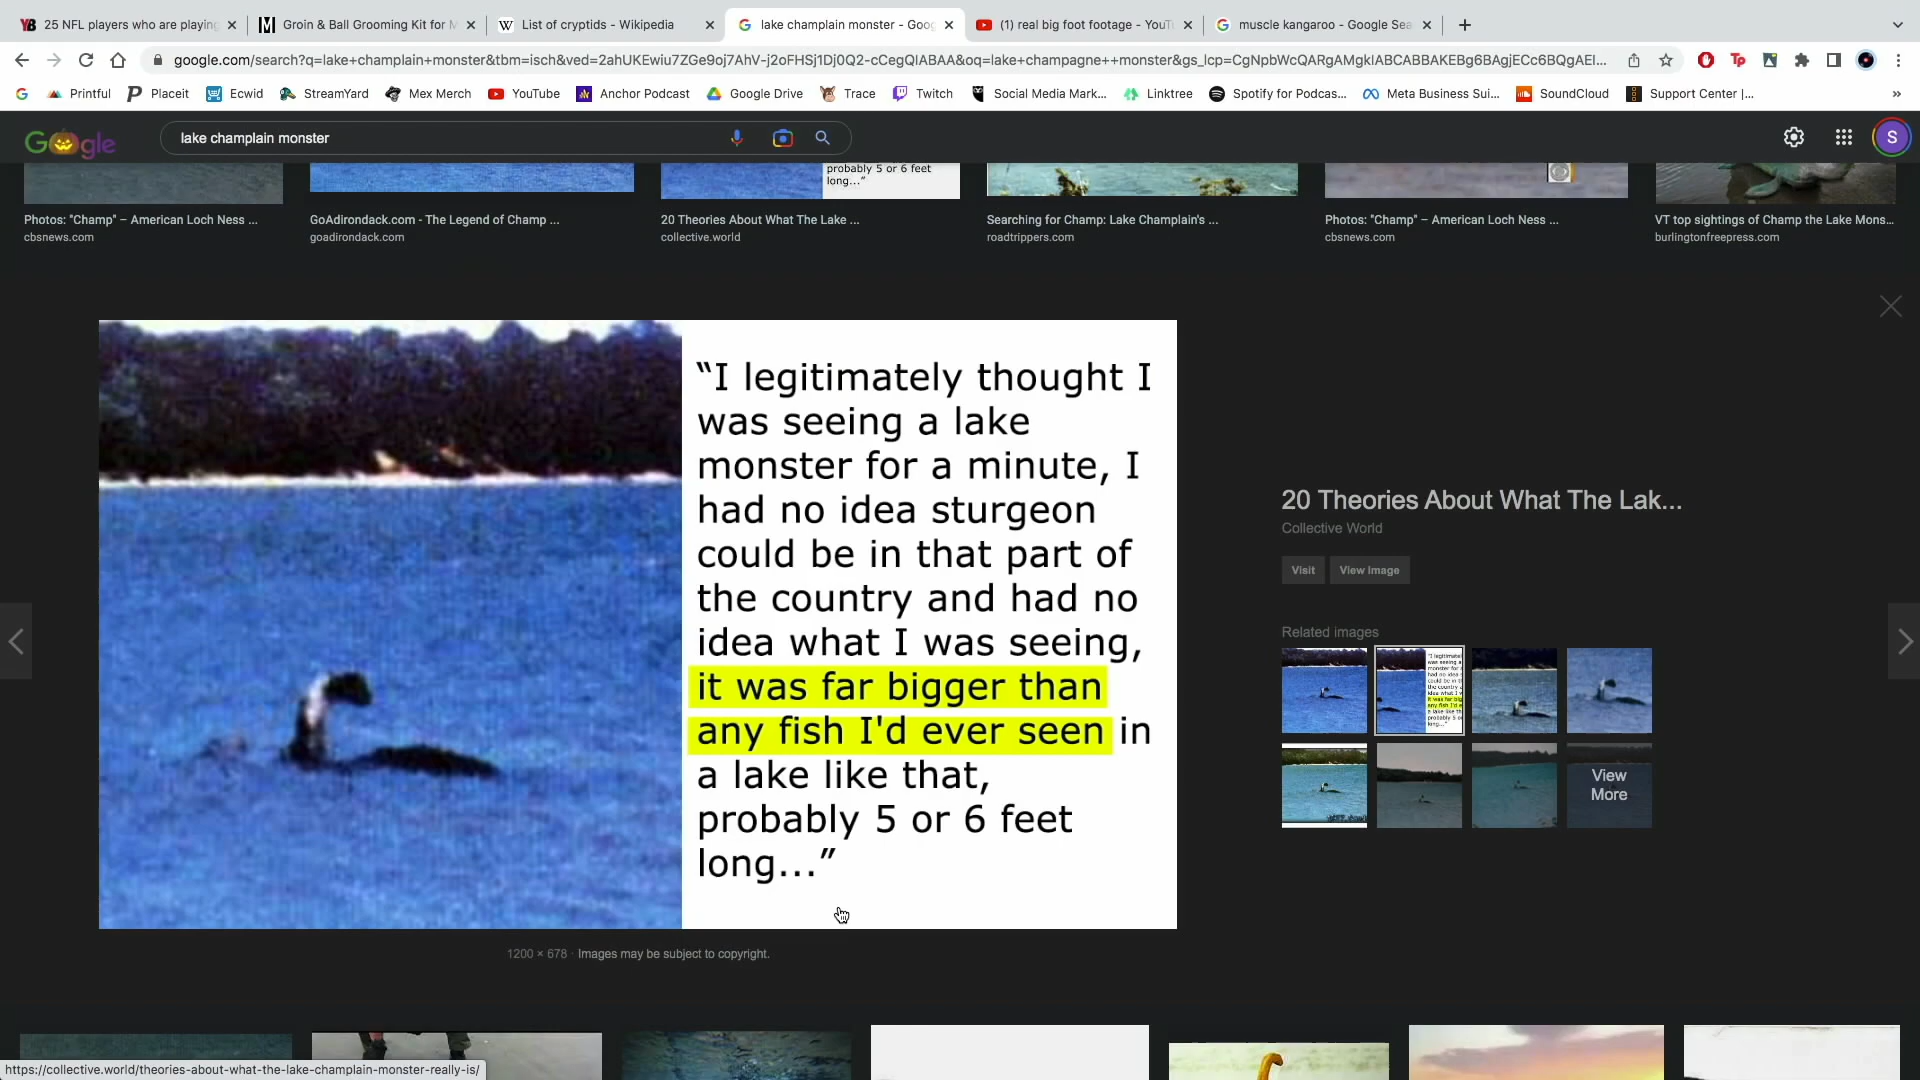 25 NFL players who are playing
Groin & Ball Grooming Kit for M
List of cryptids - Wikipedia
lake champlain monster - Goog
(1) real big foot footage - YouT
muscle kangaroo - Google Sea
google.com/search?q=lake+champlain+monster&tbm=isch&ved=2ahUKEwiu7ZGe9oj7AhV-j2oFHSj1Dj0Q2-cCegQIABAA&oq=lake+champagne++monster&gs_lcp=CgNpbWcQARgAMgkIABCABBAKEBg6BAgjECc6BQgAEI...
Printful
Placeit
Ecwid
StreamYard
Mex Merch
YouTube
Anchor Podcast
Google Drive
Trace
Twitch
Social Media Mark...
Linktree
Spotify for Podcas...
Meta Business Sui...
SoundCloud
Support Center |...
»
Google
lake champlain monster
S
probably 5 or 6 feet
long..."
Photos: "Champ" – American Loch Ness ...
cbsnews.com
GoAdirondack.com - The Legend of Champ ...
goadirondack.com
20 Theories About What The Lake ...
collective.world
Searching for Champ: Lake Champlain's ...
roadtrippers.com
Photos: "Champ" – American Loch Ness ...
cbsnews.com
VT top sightings of Champ the Lake Mons...
burlingtonfreepress.com
“I legitimately thought I
was seeing a lake
monster for a minute, I
had no idea sturgeon
could be in that part of
the country and had no
idea what I was seeing,
it was far bigger than
any fish I'd ever seen in
a lake like that,
probably 5 or 6 feet
long...”
1200 × 678 · Images may be subject to copyright.
20 Theories About What The Lak...
Collective World
Visit
View Image
Related images
View
More
https://collective.world/theories-about-what-the-lake-champlain-monster-really-is/